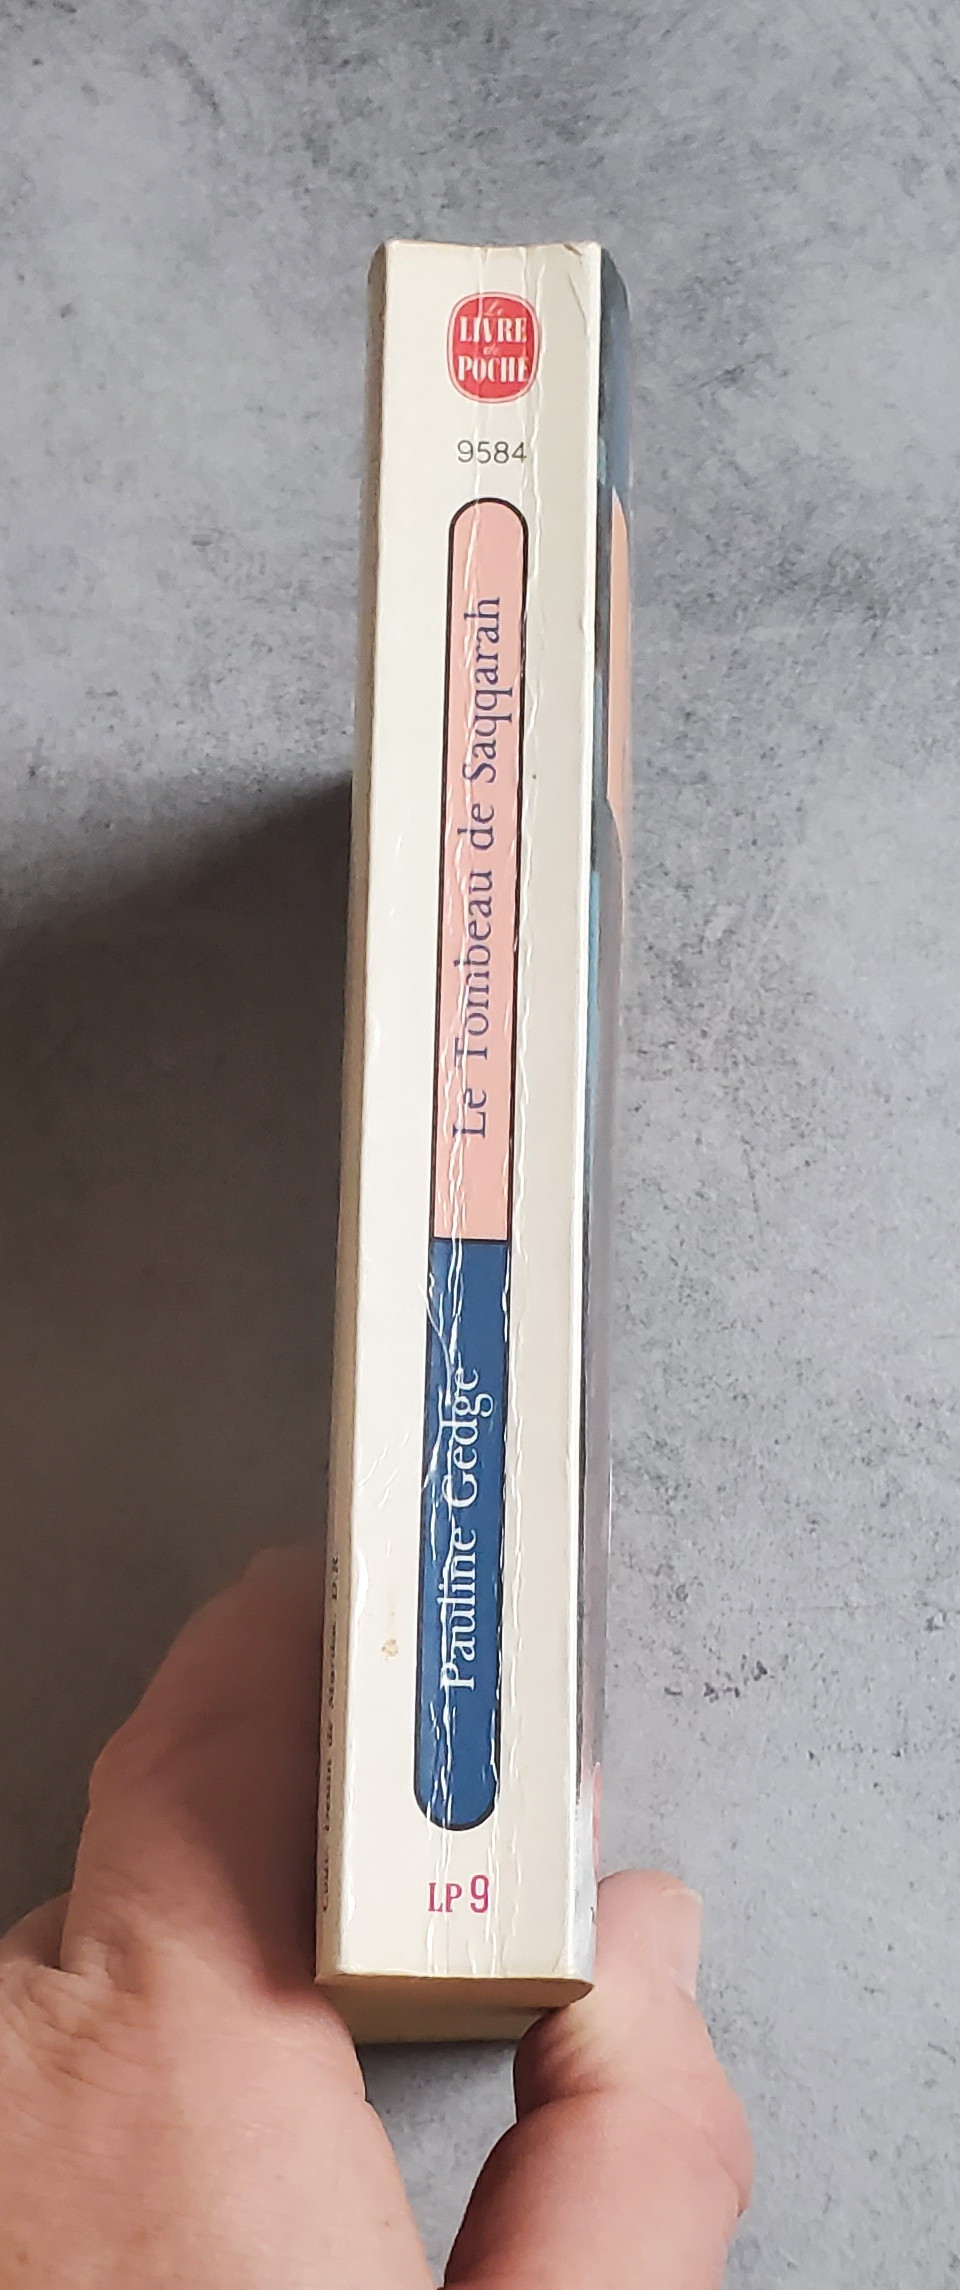 Le
LIVRE
de
POCHE
9584
Le Tombeau de Saqqarah
Pauline Gedge
LP 9